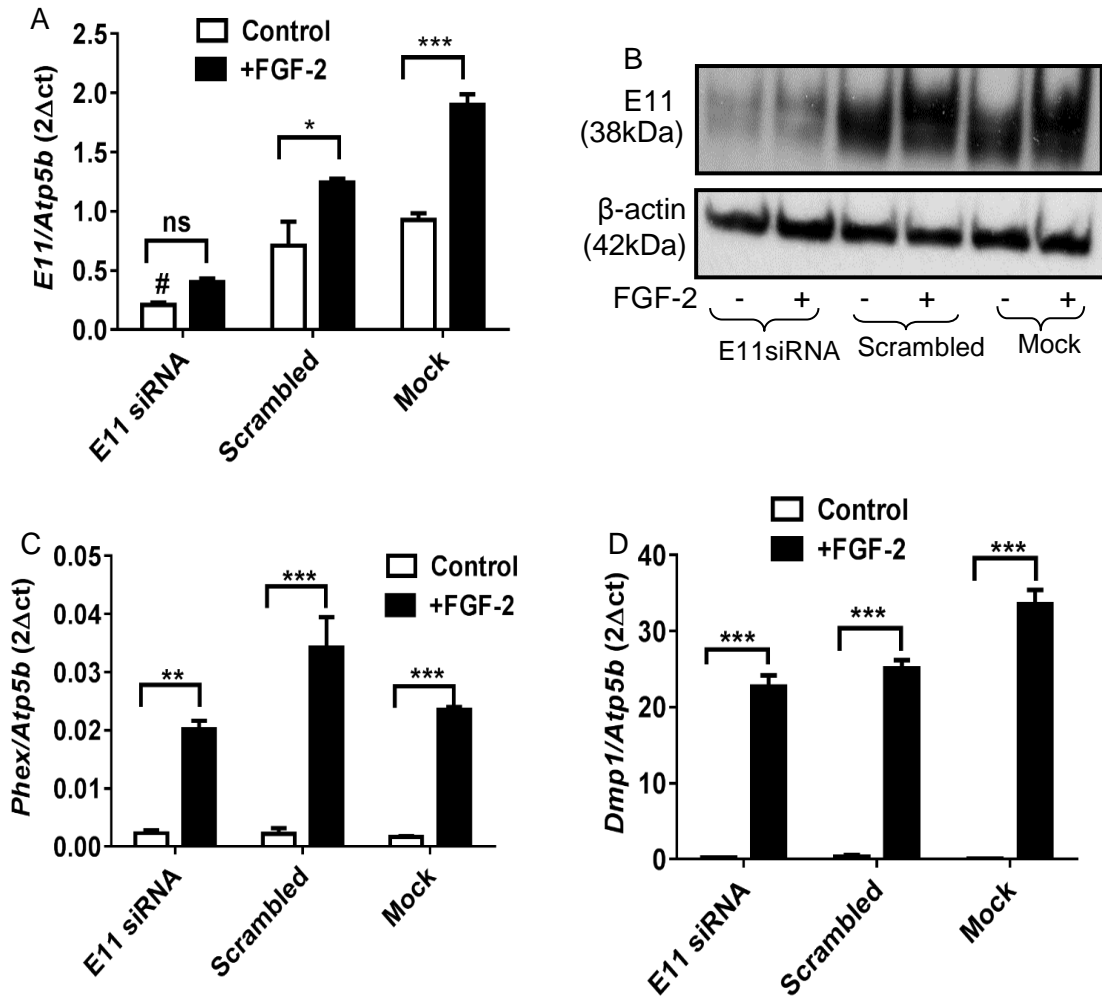 A
E11/Atp5b (2Δct)
2.5
2.0
1.5
1.0
0.5
0.0
Control
+FGF-2
ns
#
*
***
E11 siRNA
Scrambled
Mock
B
E11
(38kDa)
β-actin
(42kDa)
FGF-2 - + - + - +
E11siRNA Scrambled Mock
C
Phex/Atp5b (2Δct)
0.05
0.04
0.03
0.02
0.01
0.00
Control
+FGF-2
**
***
***
E11 siRNA
Scrambled
Mock
D
Dmp1/Atp5b (2Δct)
40
30
20
10
0
Control
+FGF-2
***
***
***
E11 siRNA
Scrambled
Mock